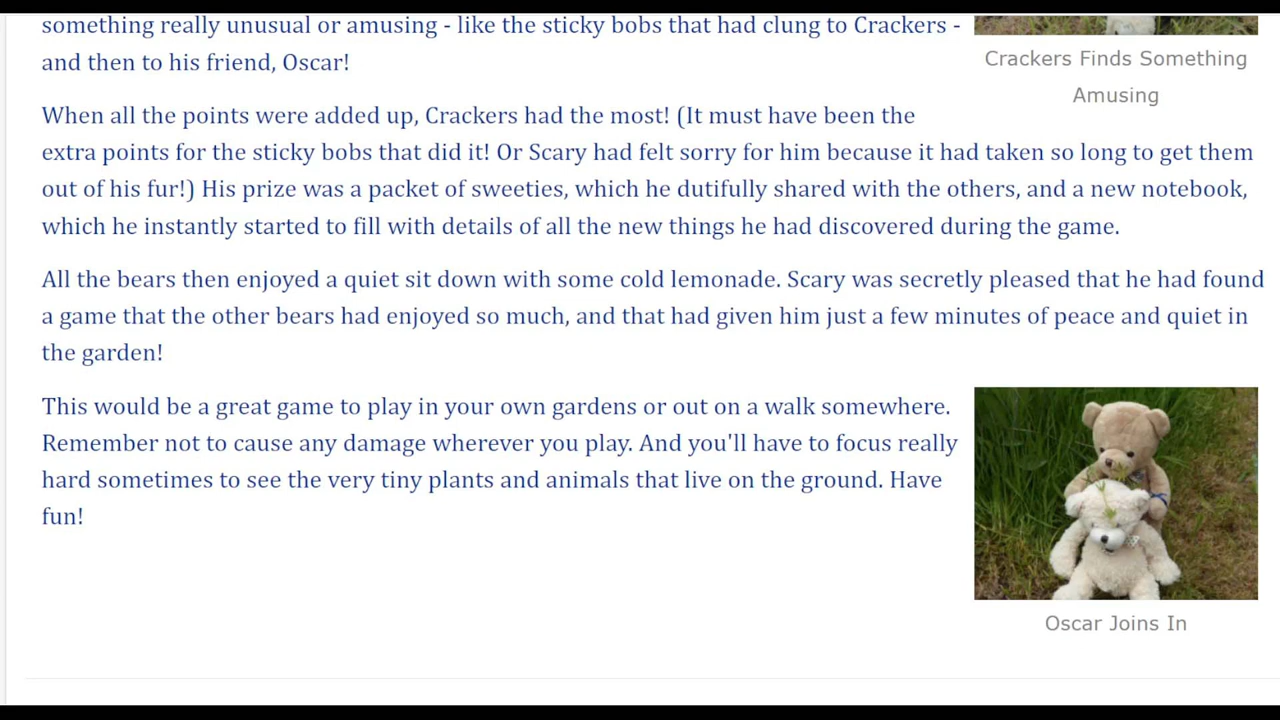 something really unusual or amusing - like the sticky bobs that had clung to Crackers -
and then to his friend, Oscar!
Crackers Finds Something
Amusing
When all the points were added up, Crackers had the most! (It must have been the
extra points for the sticky bobs that did it! Or Scary had felt sorry for him because it had taken so long to get them
out of his fur!) His prize was a packet of sweeties, which he dutifully shared with the others, and a new notebook,
which he instantly started to fill with details of all the new things he had discovered during the game.
All the bears then enjoyed a quiet sit down with some cold lemonade. Scary was secretly pleased that he had found
a game that the other bears had enjoyed so much, and that had given him just a few minutes of peace and quiet in
the garden!
This would be a great game to play in your own gardens or out on a walk somewhere.
Remember not to cause any damage wherever you play. And you'll have to focus really
hard sometimes to see the very tiny plants and animals that live on the ground. Have
fun!
Oscar Joins In